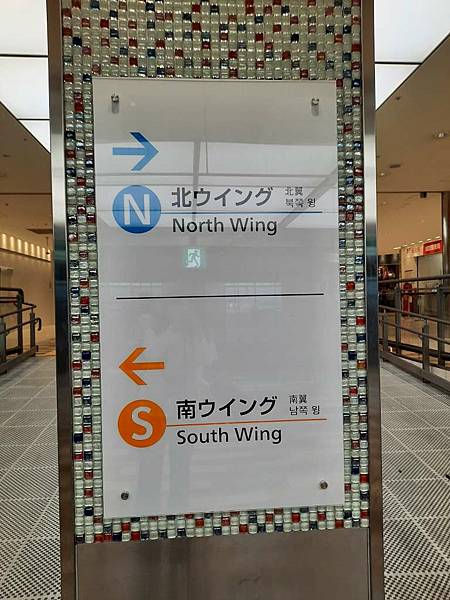 →
N 北ウイング 北翼
북쪽 윙
North Wing
←
S 南ウイング 南翼
남쪽 윙
South Wing